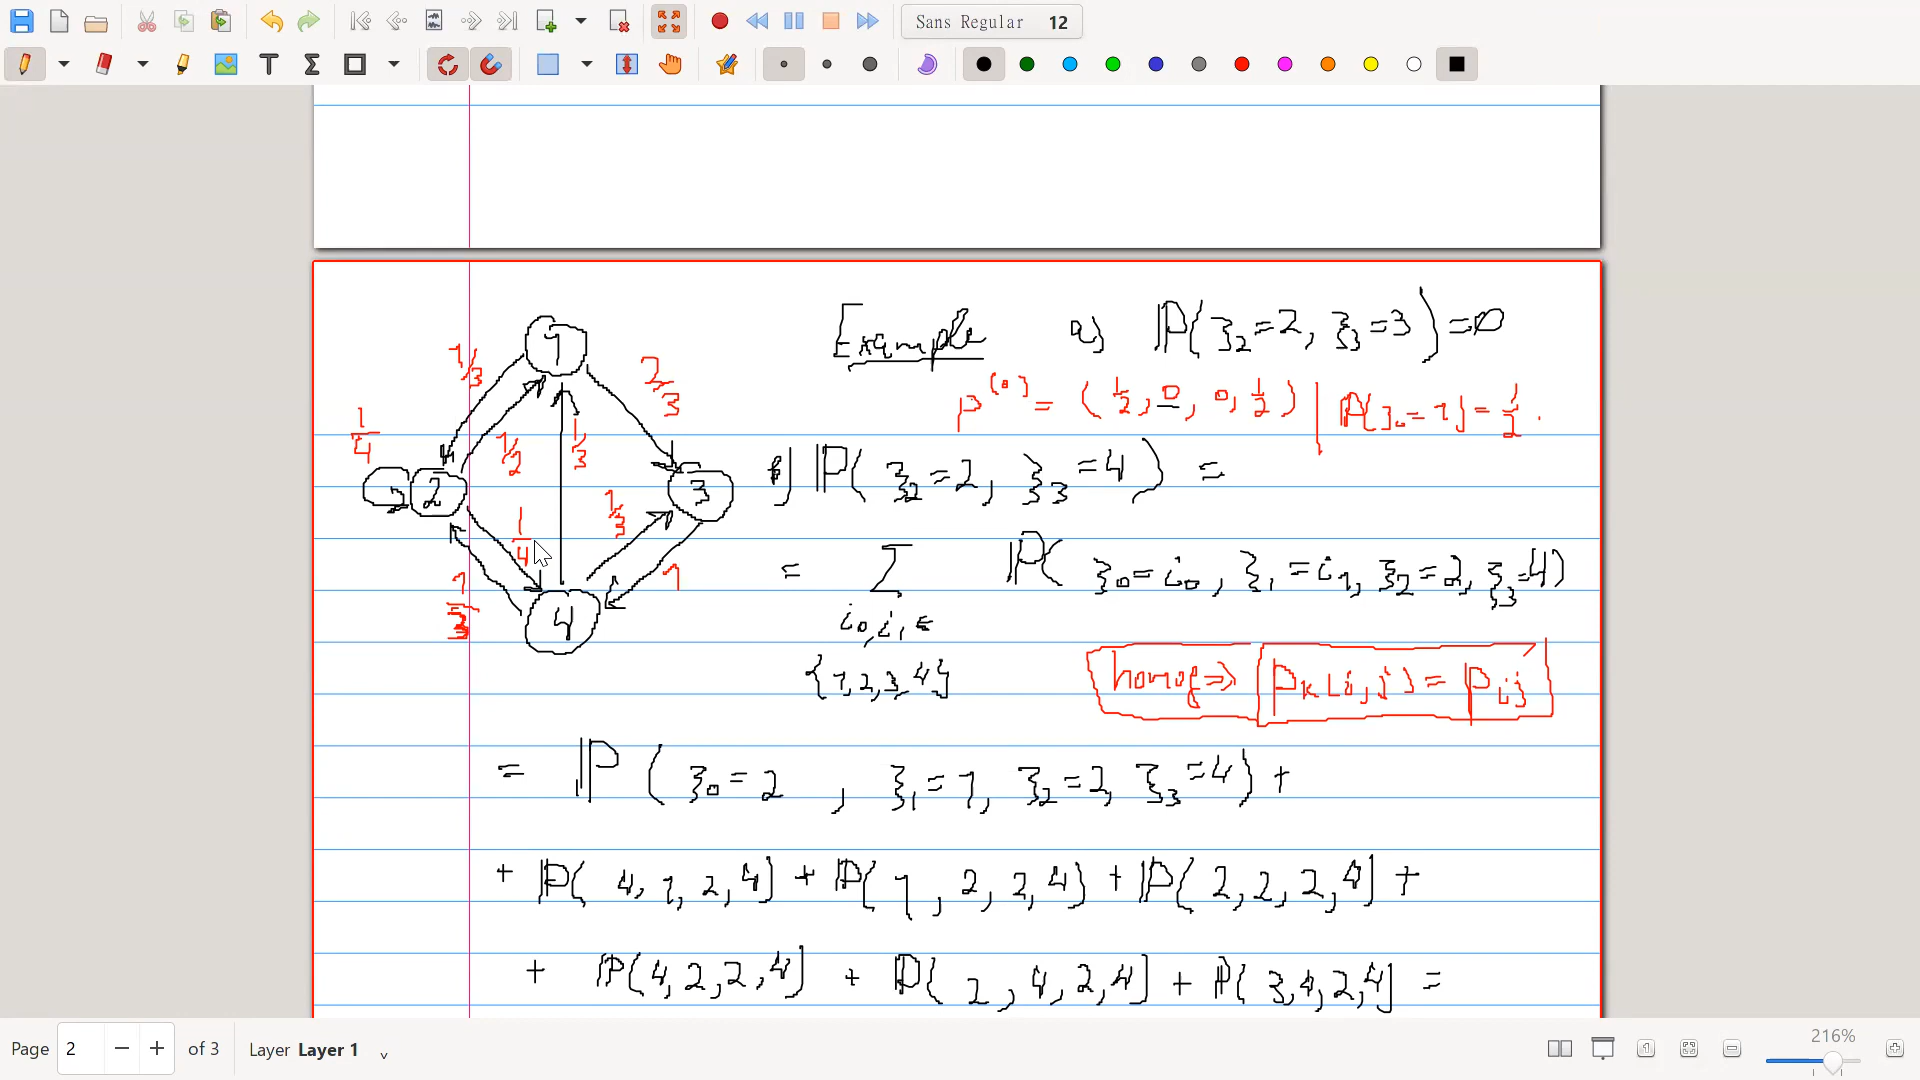 Sans Regular 12
Example a) ℙ(ξ₂=2, ξ₃=3)=0
p⁽⁰⁾ = (1/2, 0, 0, 1/2) | ℙ(ξ₀=1)=1/2.
ℙ(ξ₂=2, ξ₃=4) =
= Σ ℙ(ξ₀=i₀, ξ₁=i₁, ξ₂=2, ξ₃=4)
i₀,i₁∈
{1,2,3,4}
homog ⇒ p_k(i,j) = p_ij
1
1/3
2/3
1/4
1/2
1/3
2
3
1/4
1/3
1/3
1
4
= ℙ(ξ₀=2, ξ₁=1, ξ₂=2, ξ₃=4) +
+ ℙ(4,1,2,4) + ℙ(1,2,2,4) + ℙ(2,2,2,4) +
+ ℙ(4,2,2,4) + ℙ(2,4,2,4) + ℙ(3,4,2,4) =
Page 2 of 3 Layer Layer 1 216%